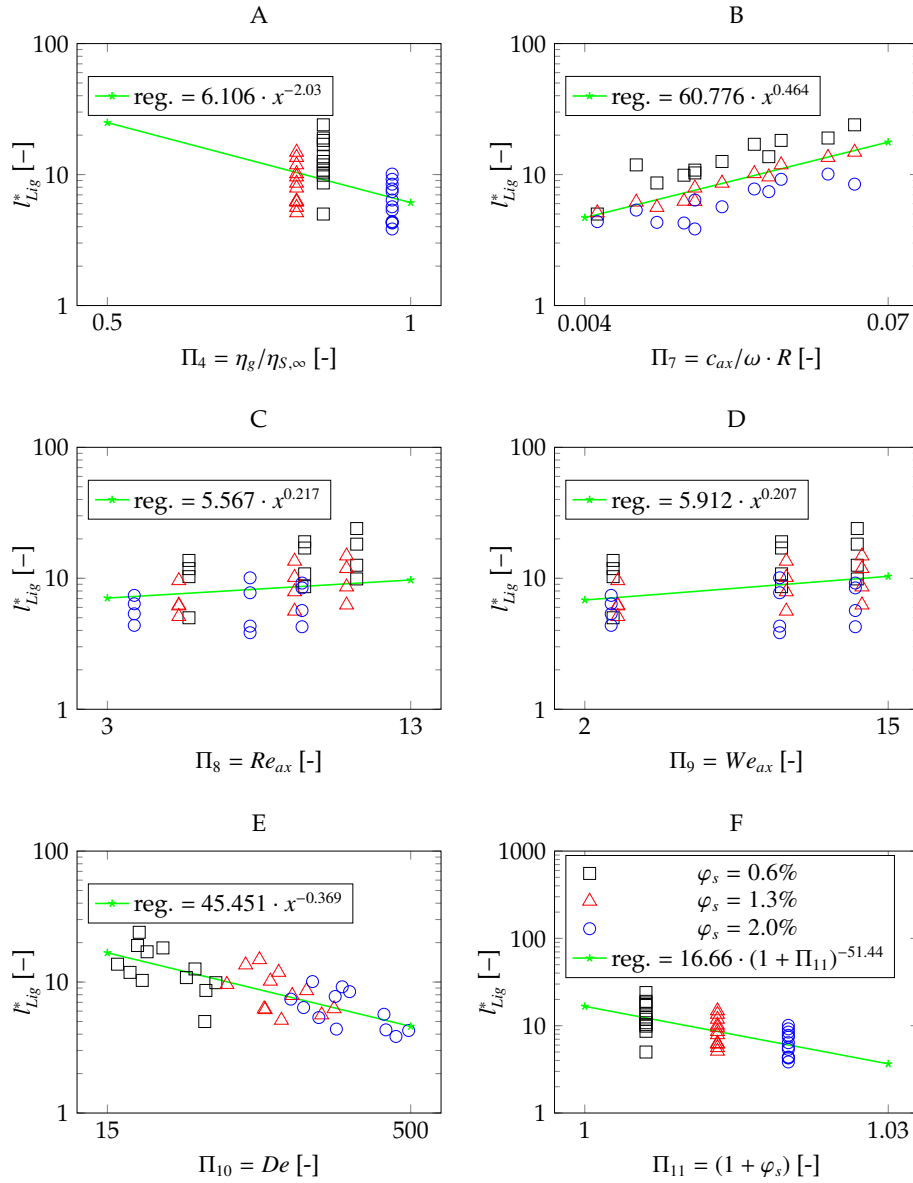 A
100
10
1
l*Lig [−]
reg. = 6.106 · x^−2.03
0.5
1
Π4 = ηg/ηS,∞ [-]
B
100
10
1
l*Lig [−]
reg. = 60.776 · x^0.464
0.004
0.07
Π7 = cax/ω · R [-]
C
100
10
1
l*Lig [−]
reg. = 5.567 · x^0.217
3
13
Π8 = Reax [-]
D
100
10
1
l*Lig [−]
reg. = 5.912 · x^0.207
2
15
Π9 = Weax [-]
E
100
10
1
l*Lig [−]
reg. = 45.451 · x^−0.369
15
500
Π10 = De [-]
F
1000
100
10
1
l*Lig [−]
φs = 0.6%
φs = 1.3%
φs = 2.0%
reg. = 16.66 · (1 + Π11)^−51.44
1
1.03
Π11 = (1 + φs) [-]